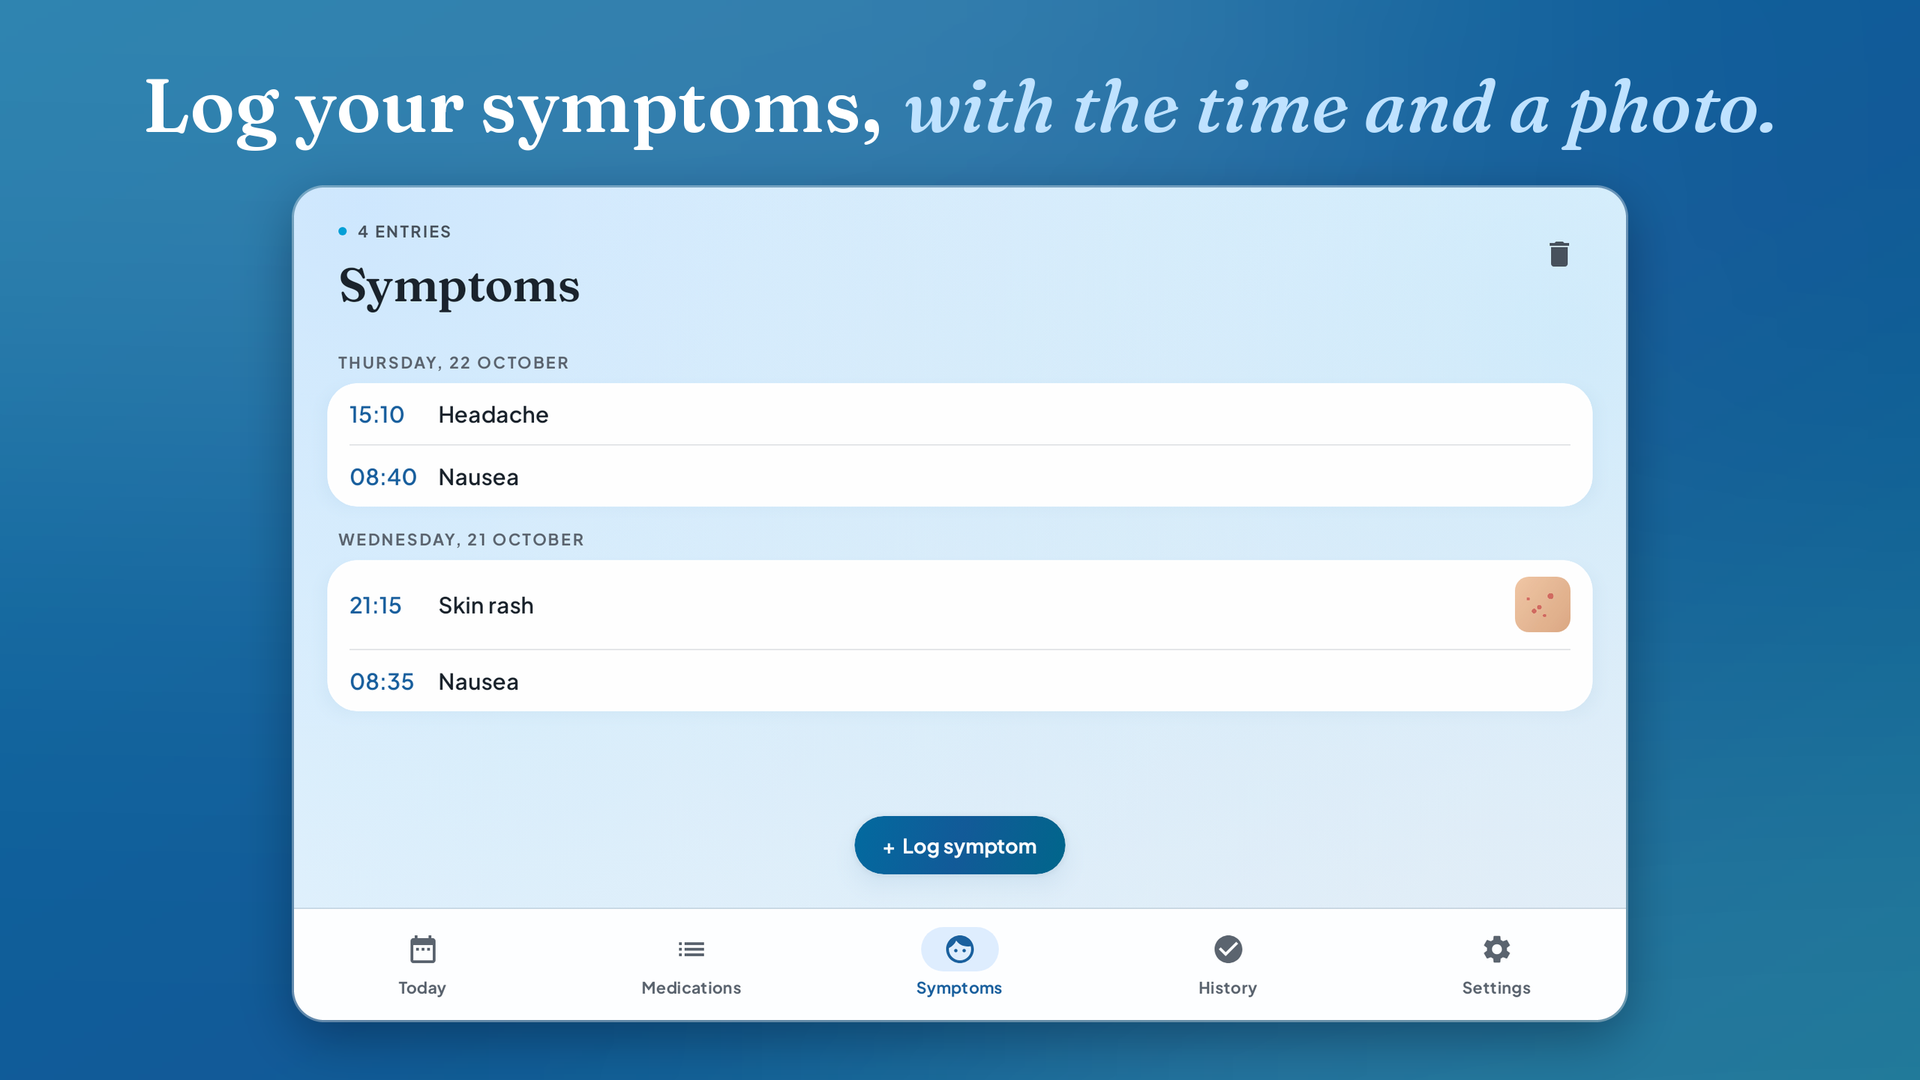 Log your symptoms, with the time and a photo.
4 ENTRIES
Symptoms
THURSDAY, 22 OCTOBER
15:10 Headache
08:40 Nausea
WEDNESDAY, 21 OCTOBER
21:15 Skin rash
08:35 Nausea
+ Log symptom
Today Medications Symptoms History Settings